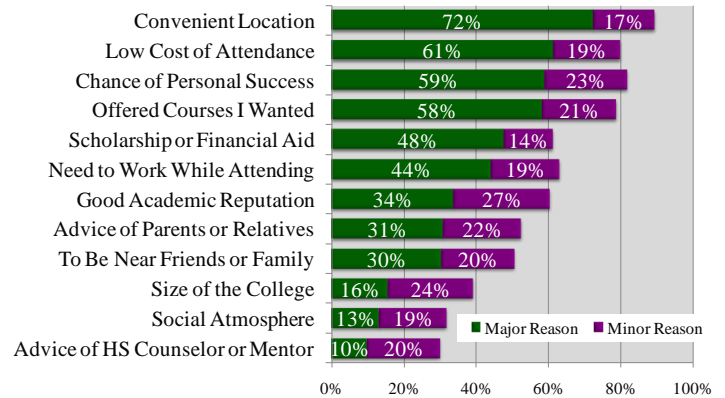 Convenient Location 72% 17%
Low Cost of Attendance 61% 19%
Chance of Personal Success 59% 23%
Offered Courses I Wanted 58% 21%
Scholarship or Financial Aid 48% 14%
Need to Work While Attending 44% 19%
Good Academic Reputation 34% 27%
Advice of Parents or Relatives 31% 22%
To Be Near Friends or Family 30% 20%
Size of the College 16% 24%
Social Atmosphere 13% 19% Major Reason Minor Reason
Advice of HS Counselor or Mentor 10% 20%
0% 20% 40% 60% 80% 100%